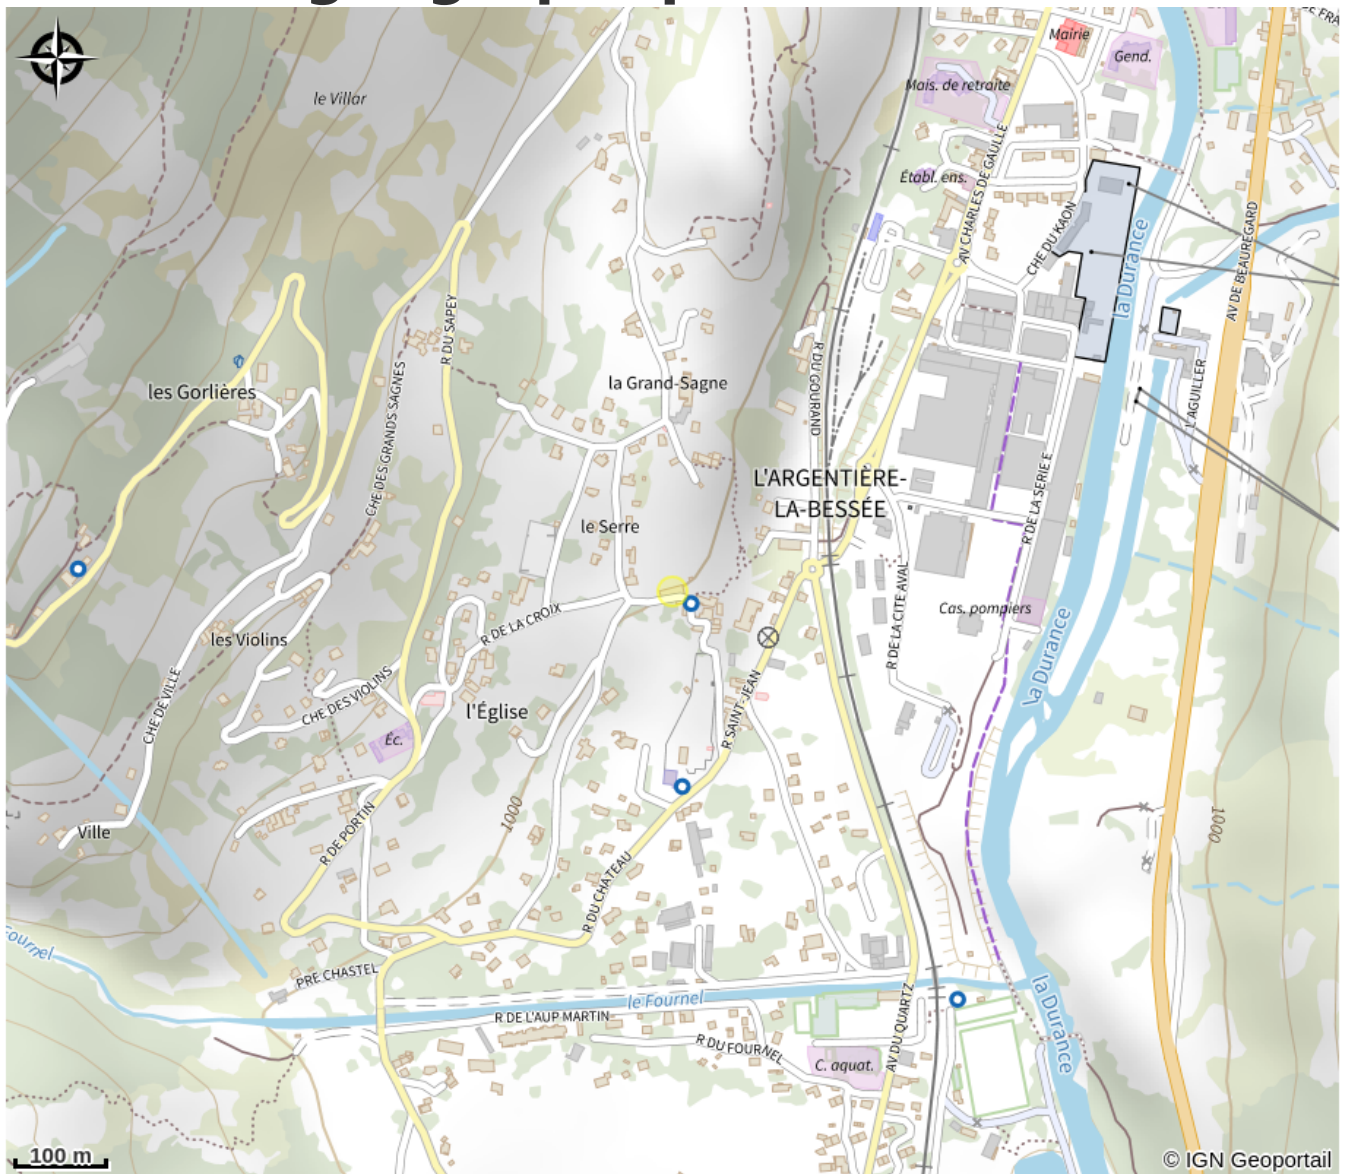 le Villar
Mairie
Gend.
Mais. de retraite
Établ. ens.
AV CHARLES DE GAULLE
CHE DU KAON
la Durance
AV DE BEAUREGARD
R DU SAPEY
R DU GOURAND
les Gorlières
la Grand-Sagne
L'AGUILLER
CHE DES GRANDS SAGNES
L'ARGENTIÈRE-
LA-BESSÉE
le Serre
R DE LA SERIE E
R DE LA CITE AVAL
Cas. pompiers
R DE LA CROIX
les Violins
la Durance
CHE DE VILLE
CHE DES VIOLINS
l'Église
R SAINT-JEAN
Éc.
1000
1000
Ville
R DE PORTIN
R DU CHATEAU
Fournel
PRE CHASTEL
le Fournel
la Durance
R DE L'AUP MARTIN
R DU FOURNEL
AV DU QUARTZ
C. aquat.
100 m
© IGN Geoportail